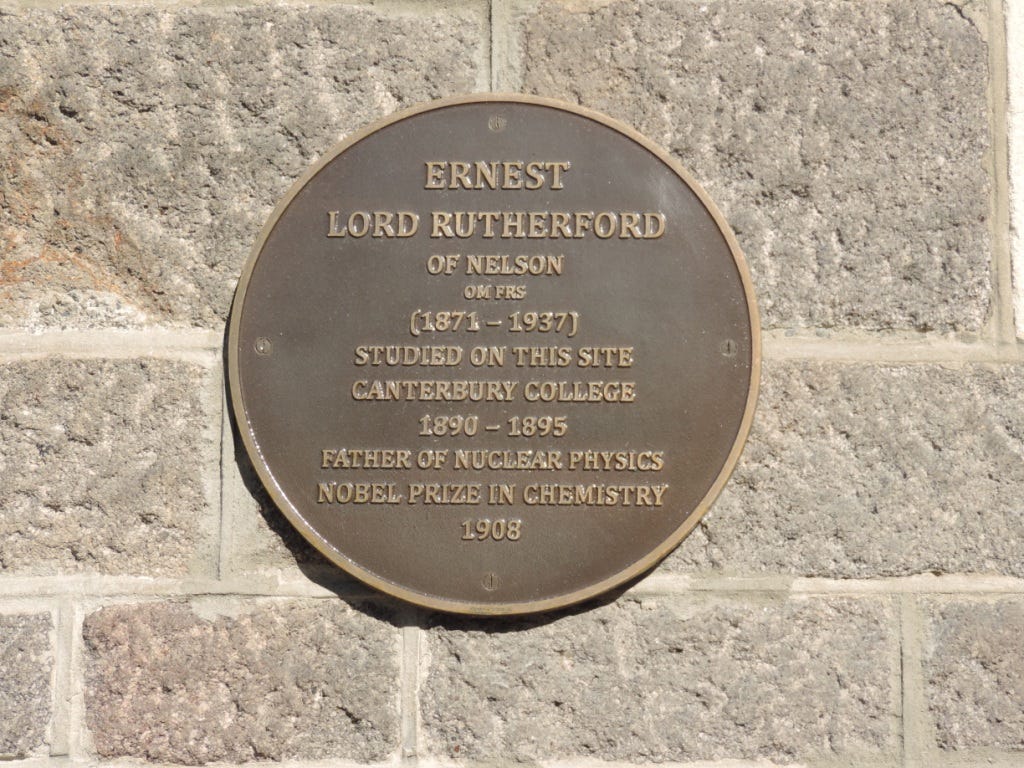 ERNEST
LORD RUTHERFORD
OF NELSON
OM FRS
(1871 – 1937)
STUDIED ON THIS SITE
CANTERBURY COLLEGE
1890 – 1895
FATHER OF NUCLEAR PHYSICS
NOBEL PRIZE IN CHEMISTRY
1908